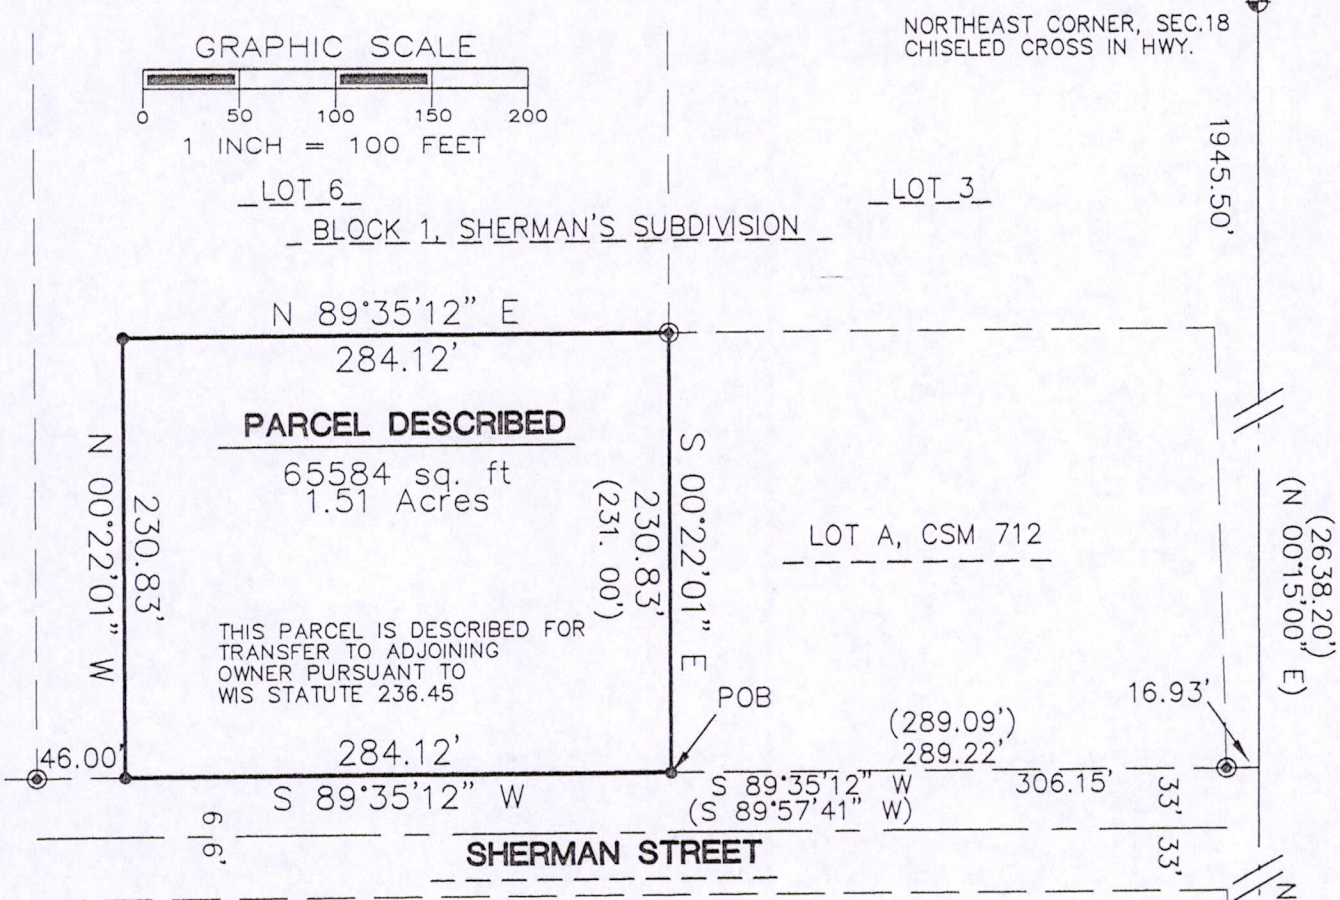 NORTHEAST CORNER, SEC.18
CHISELED CROSS IN HWY.
GRAPHIC SCALE
0 50 100 150 200
1 INCH = 100 FEET
1945.50'
LOT 6
LOT 3
BLOCK 1, SHERMAN'S SUBDIVISION
N 89°35'12" E
284.12'
PARCEL DESCRIBED
65584 sq. ft
1.51 Acres
N 00°22'01" W
230.83'
(231.00')
230.83'
S 00°22'01" E
LOT A, CSM 712
(2638.20')
(N 00°15'00" E)
THIS PARCEL IS DESCRIBED FOR
TRANSFER TO ADJOINING
OWNER PURSUANT TO
WIS STATUTE 236.45
POB
16.93'
(289.09')
289.22'
46.00'
284.12'
S 89°35'12" W
S 89°35'12" W 306.15'
(S 89°57'41" W)
33'
33'
66'
SHERMAN STREET
N